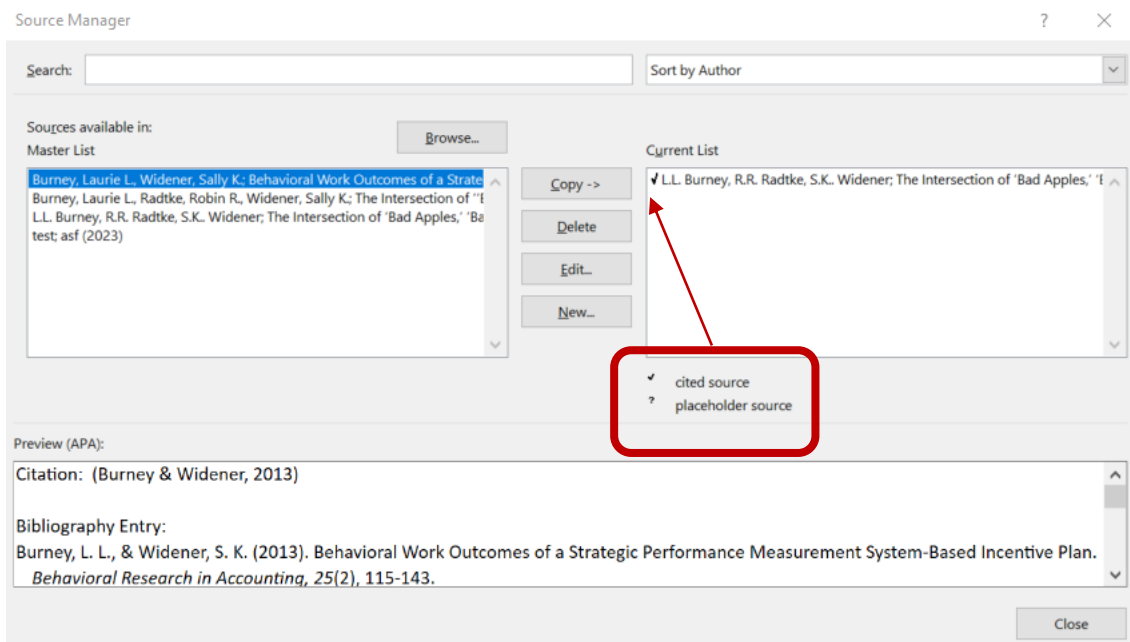 Source Manager
? ×
Search:
Sort by Author
Sources available in:
Master List
Browse...
Current List
Burney, Laurie L., Widener, Sally K.; Behavioral Work Outcomes of a Strate
Burney, Laurie L., Radtke, Robin R., Widener, Sally K.; The Intersection of "E
L.L. Burney, R.R. Radtke, S.K.. Widener; The Intersection of 'Bad Apples,' 'Ba
test; asf (2023)
Copy ->
Delete
Edit...
New...
√ L.L. Burney, R.R. Radtke, S.K.. Widener; The Intersection of 'Bad Apples,' 'E
√ cited source
? placeholder source
Preview (APA):
Citation: (Burney & Widener, 2013)
Bibliography Entry:
Burney, L. L., & Widener, S. K. (2013). Behavioral Work Outcomes of a Strategic Performance Measurement System-Based Incentive Plan.
Behavioral Research in Accounting, 25(2), 115-143.
Close